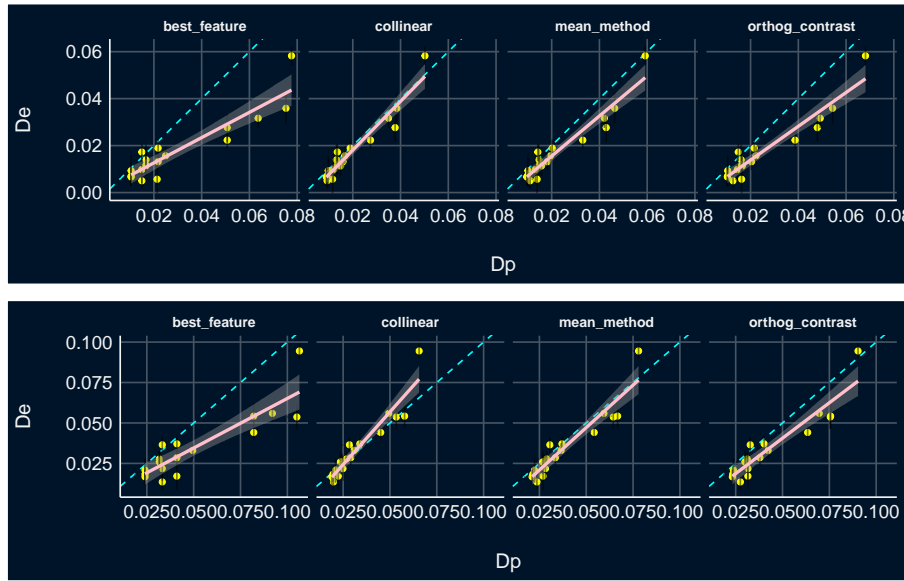 best_feature collinear mean_method orthog_contrast
0.06
0.04
0.02
0.00
De
0.02 0.04 0.06 0.08 0.02 0.04 0.06 0.08 0.02 0.04 0.06 0.08 0.02 0.04 0.06 0.08
Dp
best_feature collinear mean_method orthog_contrast
0.100
0.075
0.050
0.025
De
0.0250.0500.0750.100 0.0250.0500.0750.100 0.0250.0500.0750.100 0.0250.0500.0750.100
Dp